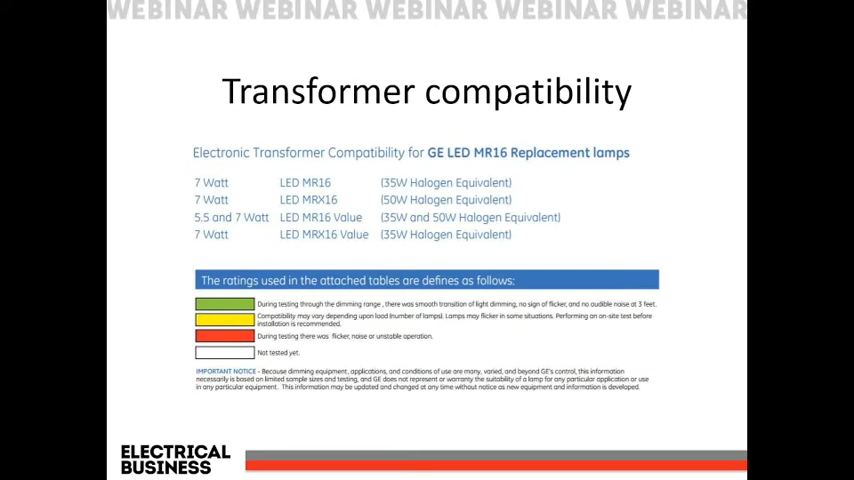 WEBINAR WEBINAR WEBINAR WEBINAR WEBINAR
Transformer compatibility
Electronic Transformer Compatibility for GE LED MR16 Replacement lamps
7 Watt LED MR16 (35W Halogen Equivalent)
7 Watt LED MRX16 (50W Halogen Equivalent)
5.5 and 7 Watt LED MR16 Value (35W and 50W Halogen Equivalent)
7 Watt LED MRX16 Value (35W Halogen Equivalent)
The ratings used in the attached tables are defines as follows:
During testing through the dimming range , there was smooth transition of light dimming, no sign of flicker, and no audible noise at 3 feet.
Compatibility may vary depending upon load (number of lamps). Lamps may flicker in some situations. Performing an on-site test before
installation is recommended.
During testing there was flicker, noise or unstable operation.
Not tested yet.
IMPORTANT NOTICE - Because dimming equipment, applications, and conditions of use are many, varied, and beyond GE's control, this information
necessarily is based on limited sample sizes and testing, and GE does not represent or warranty the suitability of a lamp for any particular application or use
in any particular equipment. This information may be updated and changed at any time without notice as new equipment and information is developed.
ELECTRICAL
BUSINESS